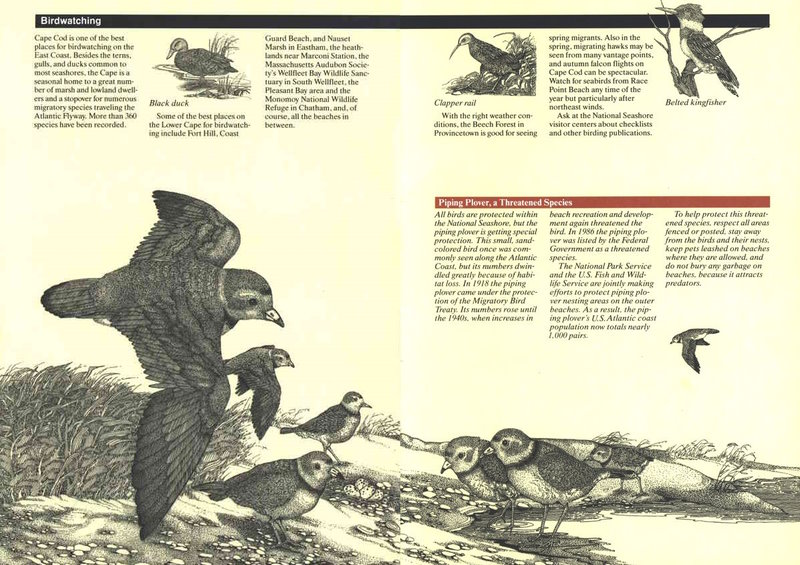 Birdwatching
Cape Cod is one of the best
places for birdwatching on the
East Coast. Besides the terns,
gulls, and ducks common to
most seashores, the Cape is a
seasonal home to a great num-
ber of marsh and lowland dwell-
ers and a stopover for numerous
migratory species traveling the
Atlantic Flyway. More than 360
species have been recorded.
Black duck
Some of the best places on
the Lower Cape for birdwatch-
ing include Fort Hill, Coast
Guard Beach, and Nauset
Marsh in Eastham, the heath-
lands near Marconi Station, the
Massachusetts Audubon Socie-
ty's Wellfleet Bay Wildlife Sanc-
tuary in South Wellfleet, the
Pleasant Bay area and the
Monomoy National Wildlife
Refuge in Chatham, and, of
course, all the beaches in
between.
Clapper rail
With the right weather con-
ditions, the Beech Forest in
Provincetown is good for seeing
spring migrants. Also in the
spring, migrating hawks may be
seen from many vantage points,
and autumn falcon flights on
Cape Cod can be spectacular.
Watch for seabirds from Race
Point Beach any time of the
year but particularly after
northeast winds.
Ask at the National Seashore
visitor centers about checklists
and other birding publications.
Belted kingfisher
Piping Plover, a Threatened Species
All birds are protected within
the National Seashore, but the
piping plover is getting special
protection. This small, sand-
colored bird once was com-
monly seen along the Atlantic
Coast, but its numbers dwin-
dled greatly because of habi-
tat loss. In 1918 the piping
plover came under the protec-
tion of the Migratory Bird
Treaty. Its numbers rose until
the 1940s, when increases in
beach recreation and develop-
ment again threatened the
bird. In 1986 the piping plo-
ver was listed by the Federal
Government as a threatened
species.
The National Park Service
and the U.S. Fish and Wild-
life Service are jointly making
efforts to protect piping plo-
ver nesting areas on the outer
beaches. As a result, the pip-
ing plover's U.S. Atlantic coast
population now totals nearly
1,000 pairs.
To help protect this threat-
ened species, respect all areas
fenced or posted, stay away
from the birds and their nests,
keep pets leashed on beaches
where they are allowed, and
do not bury any garbage on
beaches, because it attracts
predators.